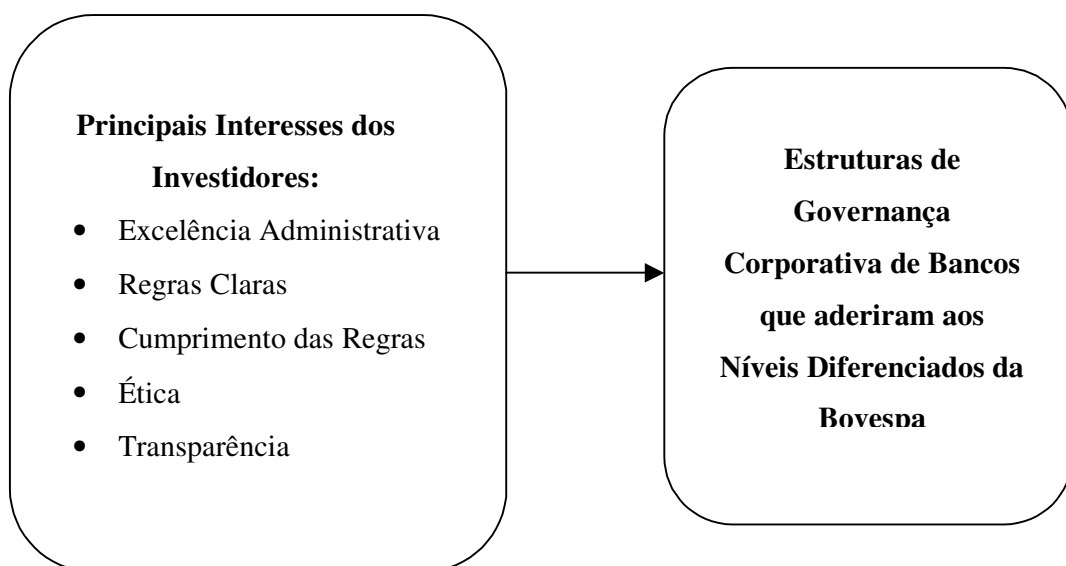 Principais Interesses dos
Investidores:
• Excelência Administrativa
• Regras Claras
• Cumprimento das Regras
• Ética
• Transparência
Estruturas de
Governança
Corporativa de Bancos
que aderiram aos
Níveis Diferenciados da
Bovespa